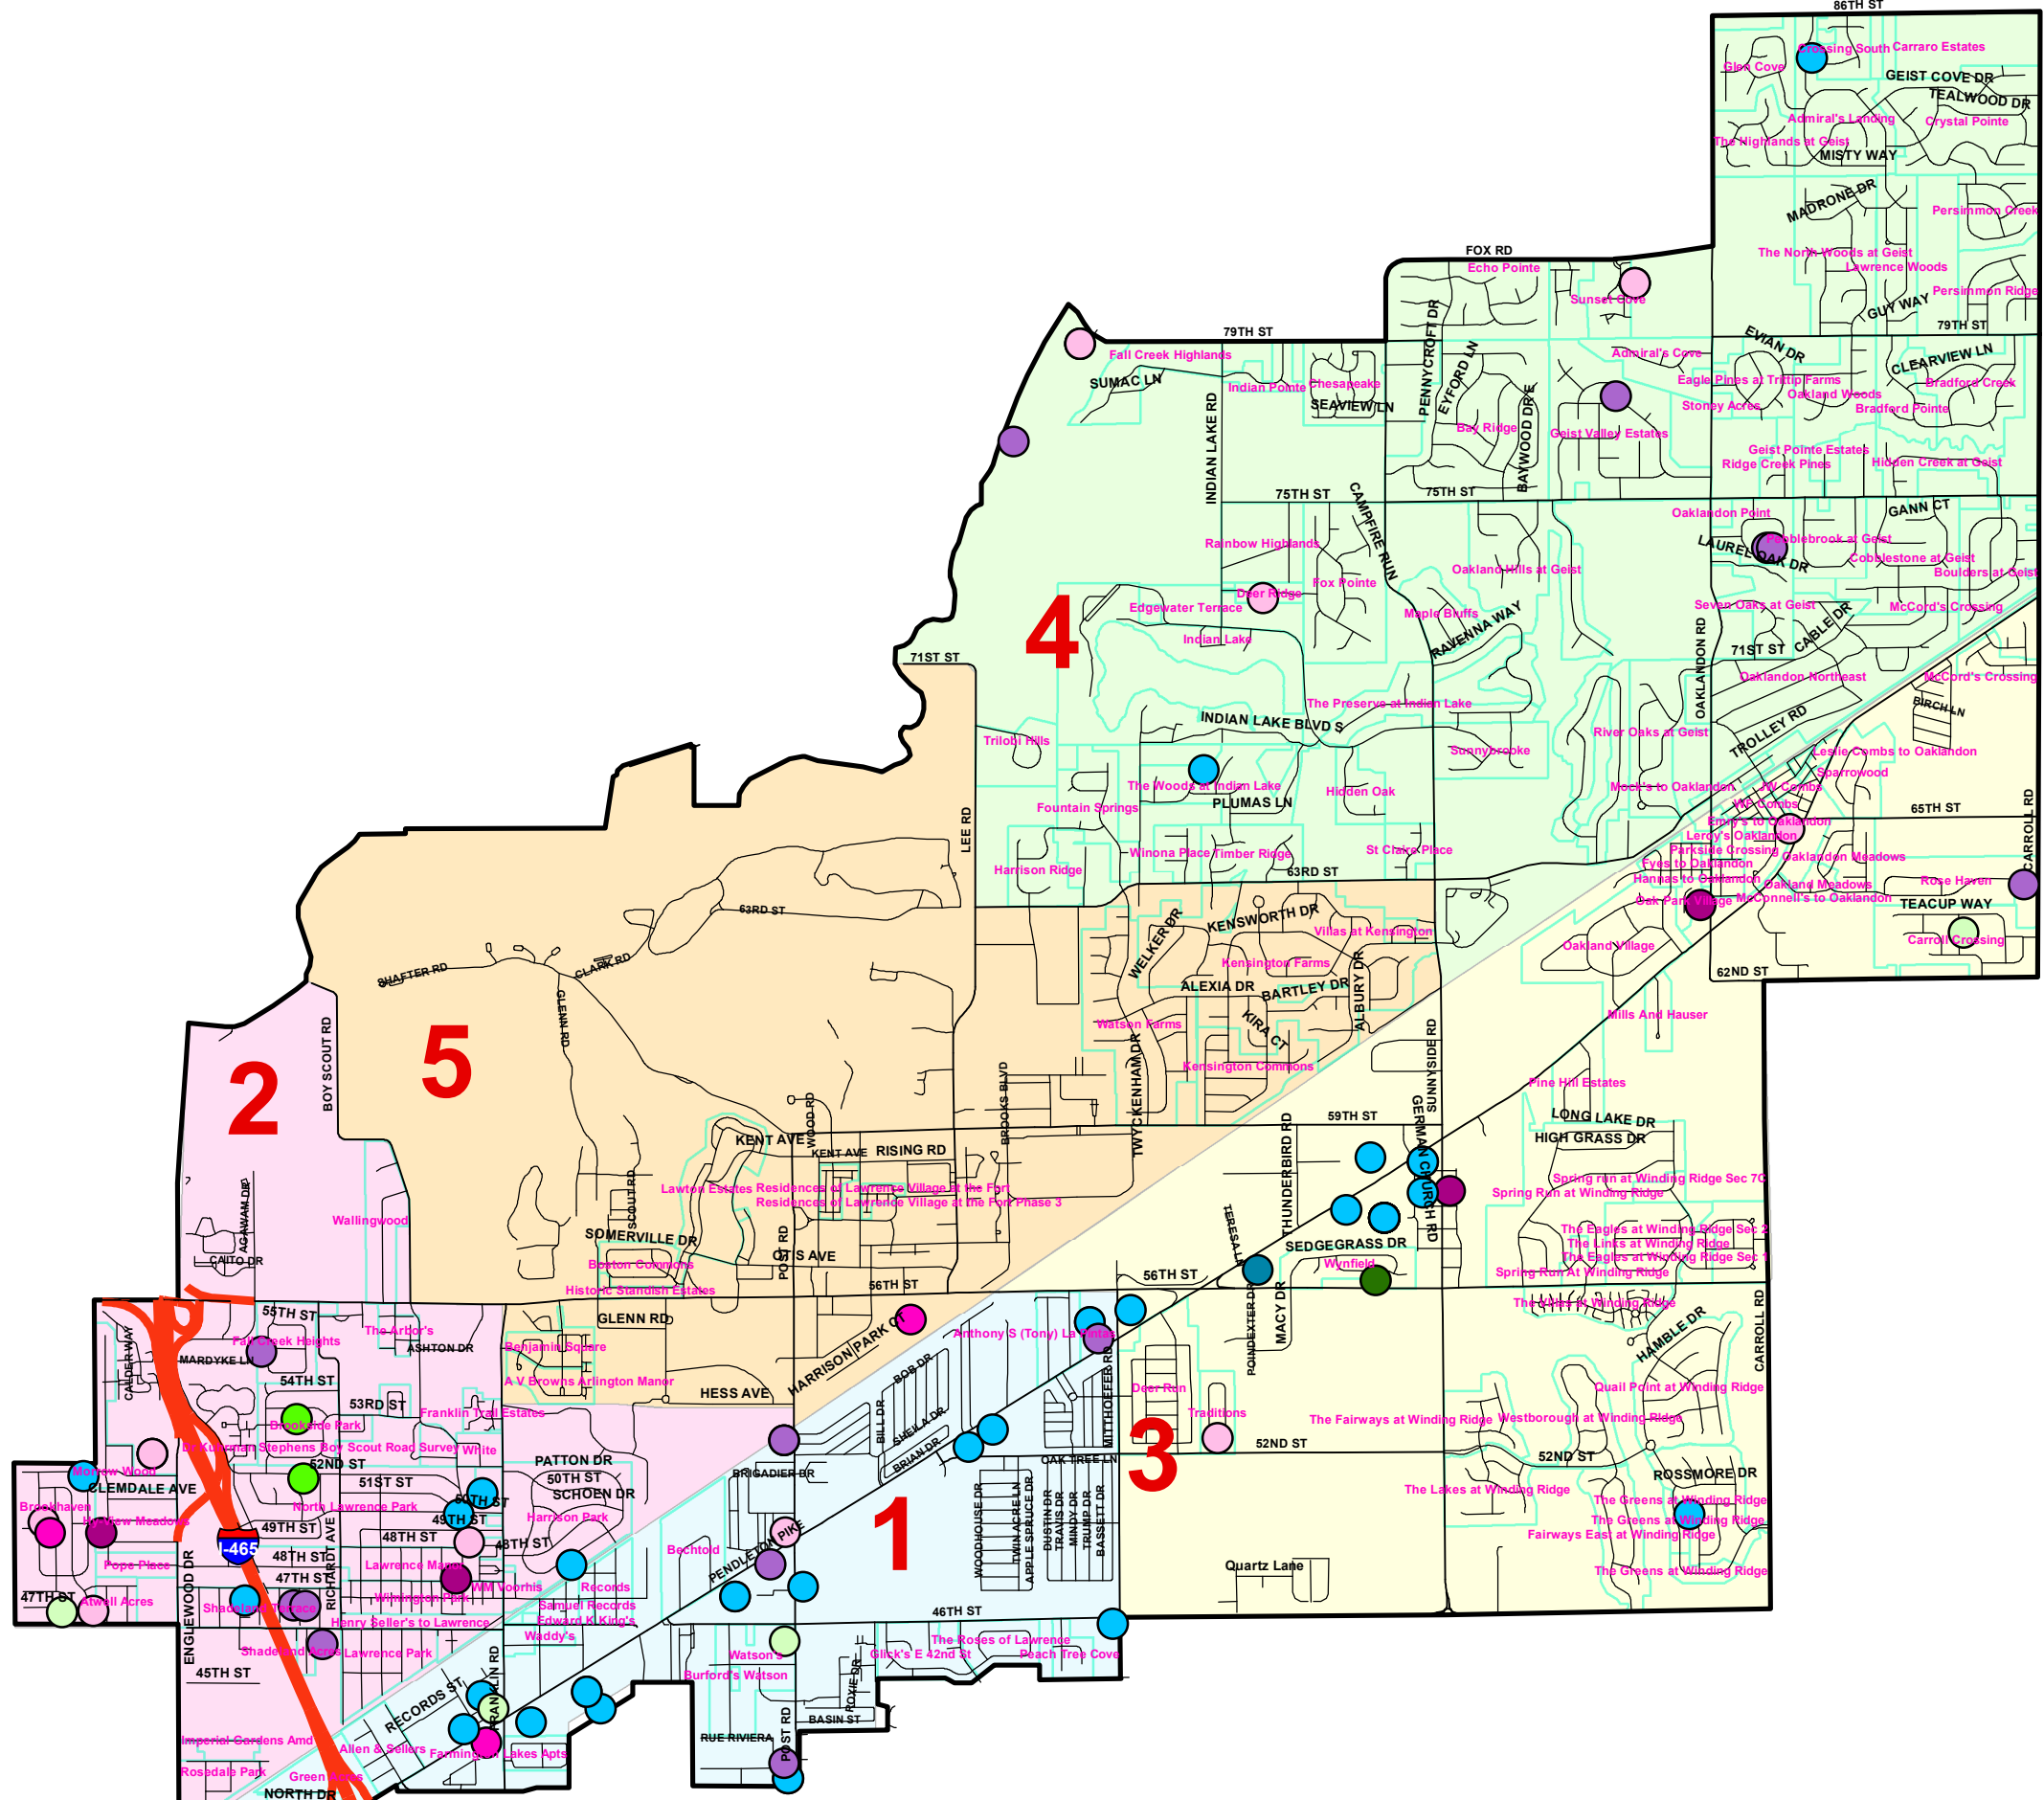 86TH ST
Crossing South
Carraro Estates
Glen Cove
GEIST COVE DR
TEALWOOD DR
Admiral's Landing
Crystal Pointe
The Highlands at Geist
MISTY WAY
MADRONE DR
Persimmon Creek
FOX RD
The North Woods at Geist
Echo Pointe
Lawrence Woods
Sunset Cove
Persimmon Ridge
GUY WAY
79TH ST
79TH ST
EVIAN DR
Fall Creek Highlands
PENNYCROFT DR
EYFORD LN
Admiral's Cove
CLEARVIEW LN
SUMAC LN
Indian Pointe
Chesapeake
Eagle Pines at Trittip Farms
Bradford Creek
Oakland Woods
SEAVIEW LN
Stoney Acres
Bradford Pointe
INDIAN LAKE RD
BAYWOOD DR E
Bay Ridge
Geist Valley Estates
Geist Pointe Estates
Ridge Creek Pines
Hidden Creek at Geist
75TH ST
75TH ST
CAMPFIRE RUN
Oaklandon Point
GANN CT
Rainbow Highlands
LAUREL OAK DR
Pebblebrook at Geist
Cobblestone at Geist
Oakland Hills at Geist
Boulders at Geist
Fox Pointe
Deer Ridge
Edgewater Terrace
Maple Bluffs
Seven Oaks at Geist
McCord's Crossing
4
RAVENNA WAY
CABLE DR
Indian Lake
OAKLANDON RD
71ST ST
71ST ST
Oaklandon Northeast
McCord's Crossing
The Preserve at Indian Lake
BIRCH LN
INDIAN LAKE BLVD S
TROLLEY RD
River Oaks at Geist
Trilobi Hills
Sunnybrooke
Leslie Combs to Oaklandon
Sparrowood
The Woods at Indian Lake
Mock's to Oaklandon
JW Combs
Hidden Oak
PLUMAS LN
WF Combs
Fountain Springs
65TH ST
Emry's to Oaklandon
LEE RD
CARROLL RD
Leroy's Oaklandon
Winona Place
Timber Ridge
St Claire Place
Parkside Crossing
Oaklandon Meadows
Fyes to Oaklandon
Harrison Ridge
63RD ST
Hannas to Oaklandon
Oakland Meadows
Rose Haven
Oak Park Village
McConnell's to Oaklandon
TEACUP WAY
63RD ST
KENSWORTH DR
WELKER DR
Villas at Kensington
Oakland Village
Carroll Crossing
Kensington Farms
SHAFTER RD
CLARK RD
62ND ST
ALEXIA DR
BARTLEY DR
ALBURY DR
GLENN RD
Watson Farms
KIRA CT
Mills And Hauser
BOY SCOUT RD
5
2
SUNNYSIDE RD
Kensington Commons
Pine Hill Estates
WOOD RD
BROOKS BLVD
TWYCKENHAM DR
THUNDERBIRD RD
59TH ST
GERMAN CHURCH RD
LONG LAKE DR
HIGH GRASS DR
KENT AVE
KENT AVE
RISING RD
AGAWAM DR
SCOUT RD
Lawton Estates
Residences of Lawrence Village at the Fort
Residences of Lawrence Village at the Fort Phase 3
Spring run at Winding Ridge Sec 7C
Spring Run at Winding Ridge
Wallingwood
SOMERVILLE DR
POST RD
OTIS AVE
TERESA LN
SEDGEGRASS DR
The Eagles at Winding Ridge Sec 2
The Links at Winding Ridge
The Eagles at Winding Ridge Sec 1
CAITO DR
Boston Commons
Wynfield
Spring Run At Winding Ridge
56TH ST
56TH ST
Historic Standish Estates
The Villas at Winding Ridge
55TH ST
GLENN RD
HARRISON PARK CT
POINDEXTER DR
MACY DR
CARROLL RD
The Arbor's
Fall Creek Heights
Anthony S (Tony) La Pintas
HAMBLE DR
CALDER WAY
MARDYKE LN
ASHTON DR
Benjamin Square
BOB DR
MITTHOEFER RD
54TH ST
A V Browns Arlington Manor
HESS AVE
Deer Run
Quail Point at Winding Ridge
53RD ST
Franklin Trail Estates
BILL DR
SHEILA DR
Traditions
Brookside Park
3
The Fairways at Winding Ridge
Westborough at Winding Ridge
Dr Kuhrman Stephens Boy Scout Road Survey
White
BRIAN DR
52ND ST
52ND ST
52ND ST
PATTON DR
OAK TREE LN
Morrow Wood
BRIGADIER DR
ROSSMORE DR
CLEMDALE AVE
51ST ST
50TH ST
SCHOEN DR
WOODHOUSE DR
TWIN ACRE LN
APPLE SPRUCE DR
DUSTIN DR
TRAVIS DR
MINDY DR
TRUMP DR
BASSETT DR
The Lakes at Winding Ridge
The Greens at Winding Ridge
Brookhaven
North Lawrence Park
50TH ST
49TH ST
Harrison Park
1
The Greens at Winding Ridge
Hy-View Meadows
49TH ST
48TH ST
48TH ST
PENDLETON PIKE
Fairways East at Winding Ridge
I-465
RICHARDT AVE
Bechtold
Pope Place
48TH ST
Lawrence Manor
ENGLEWOOD DR
47TH ST
WM Voorhis
Records
Quartz Lane
The Greens at Winding Ridge
47TH ST
Atwell Acres
Shadeland Terrace
Wilmington Park
Samuel Records
46TH ST
Henry Seller's to Lawrence
Edward K King's
Waddy's
The Roses of Lawrence
Shadeland Acres
Lawrence Park
Watson's
Glick's E 42nd St
Peach Tree Cove
45TH ST
FRANKLIN RD
Burford's Watson
ROXIE DR
RECORDS ST
BASIN ST
Imperial Gardens Amd
Allen & Sellers
Farmington Lakes Apts
RUE RIVIERA
POST RD
Rosedale Park
Green Acres
NORTH DR